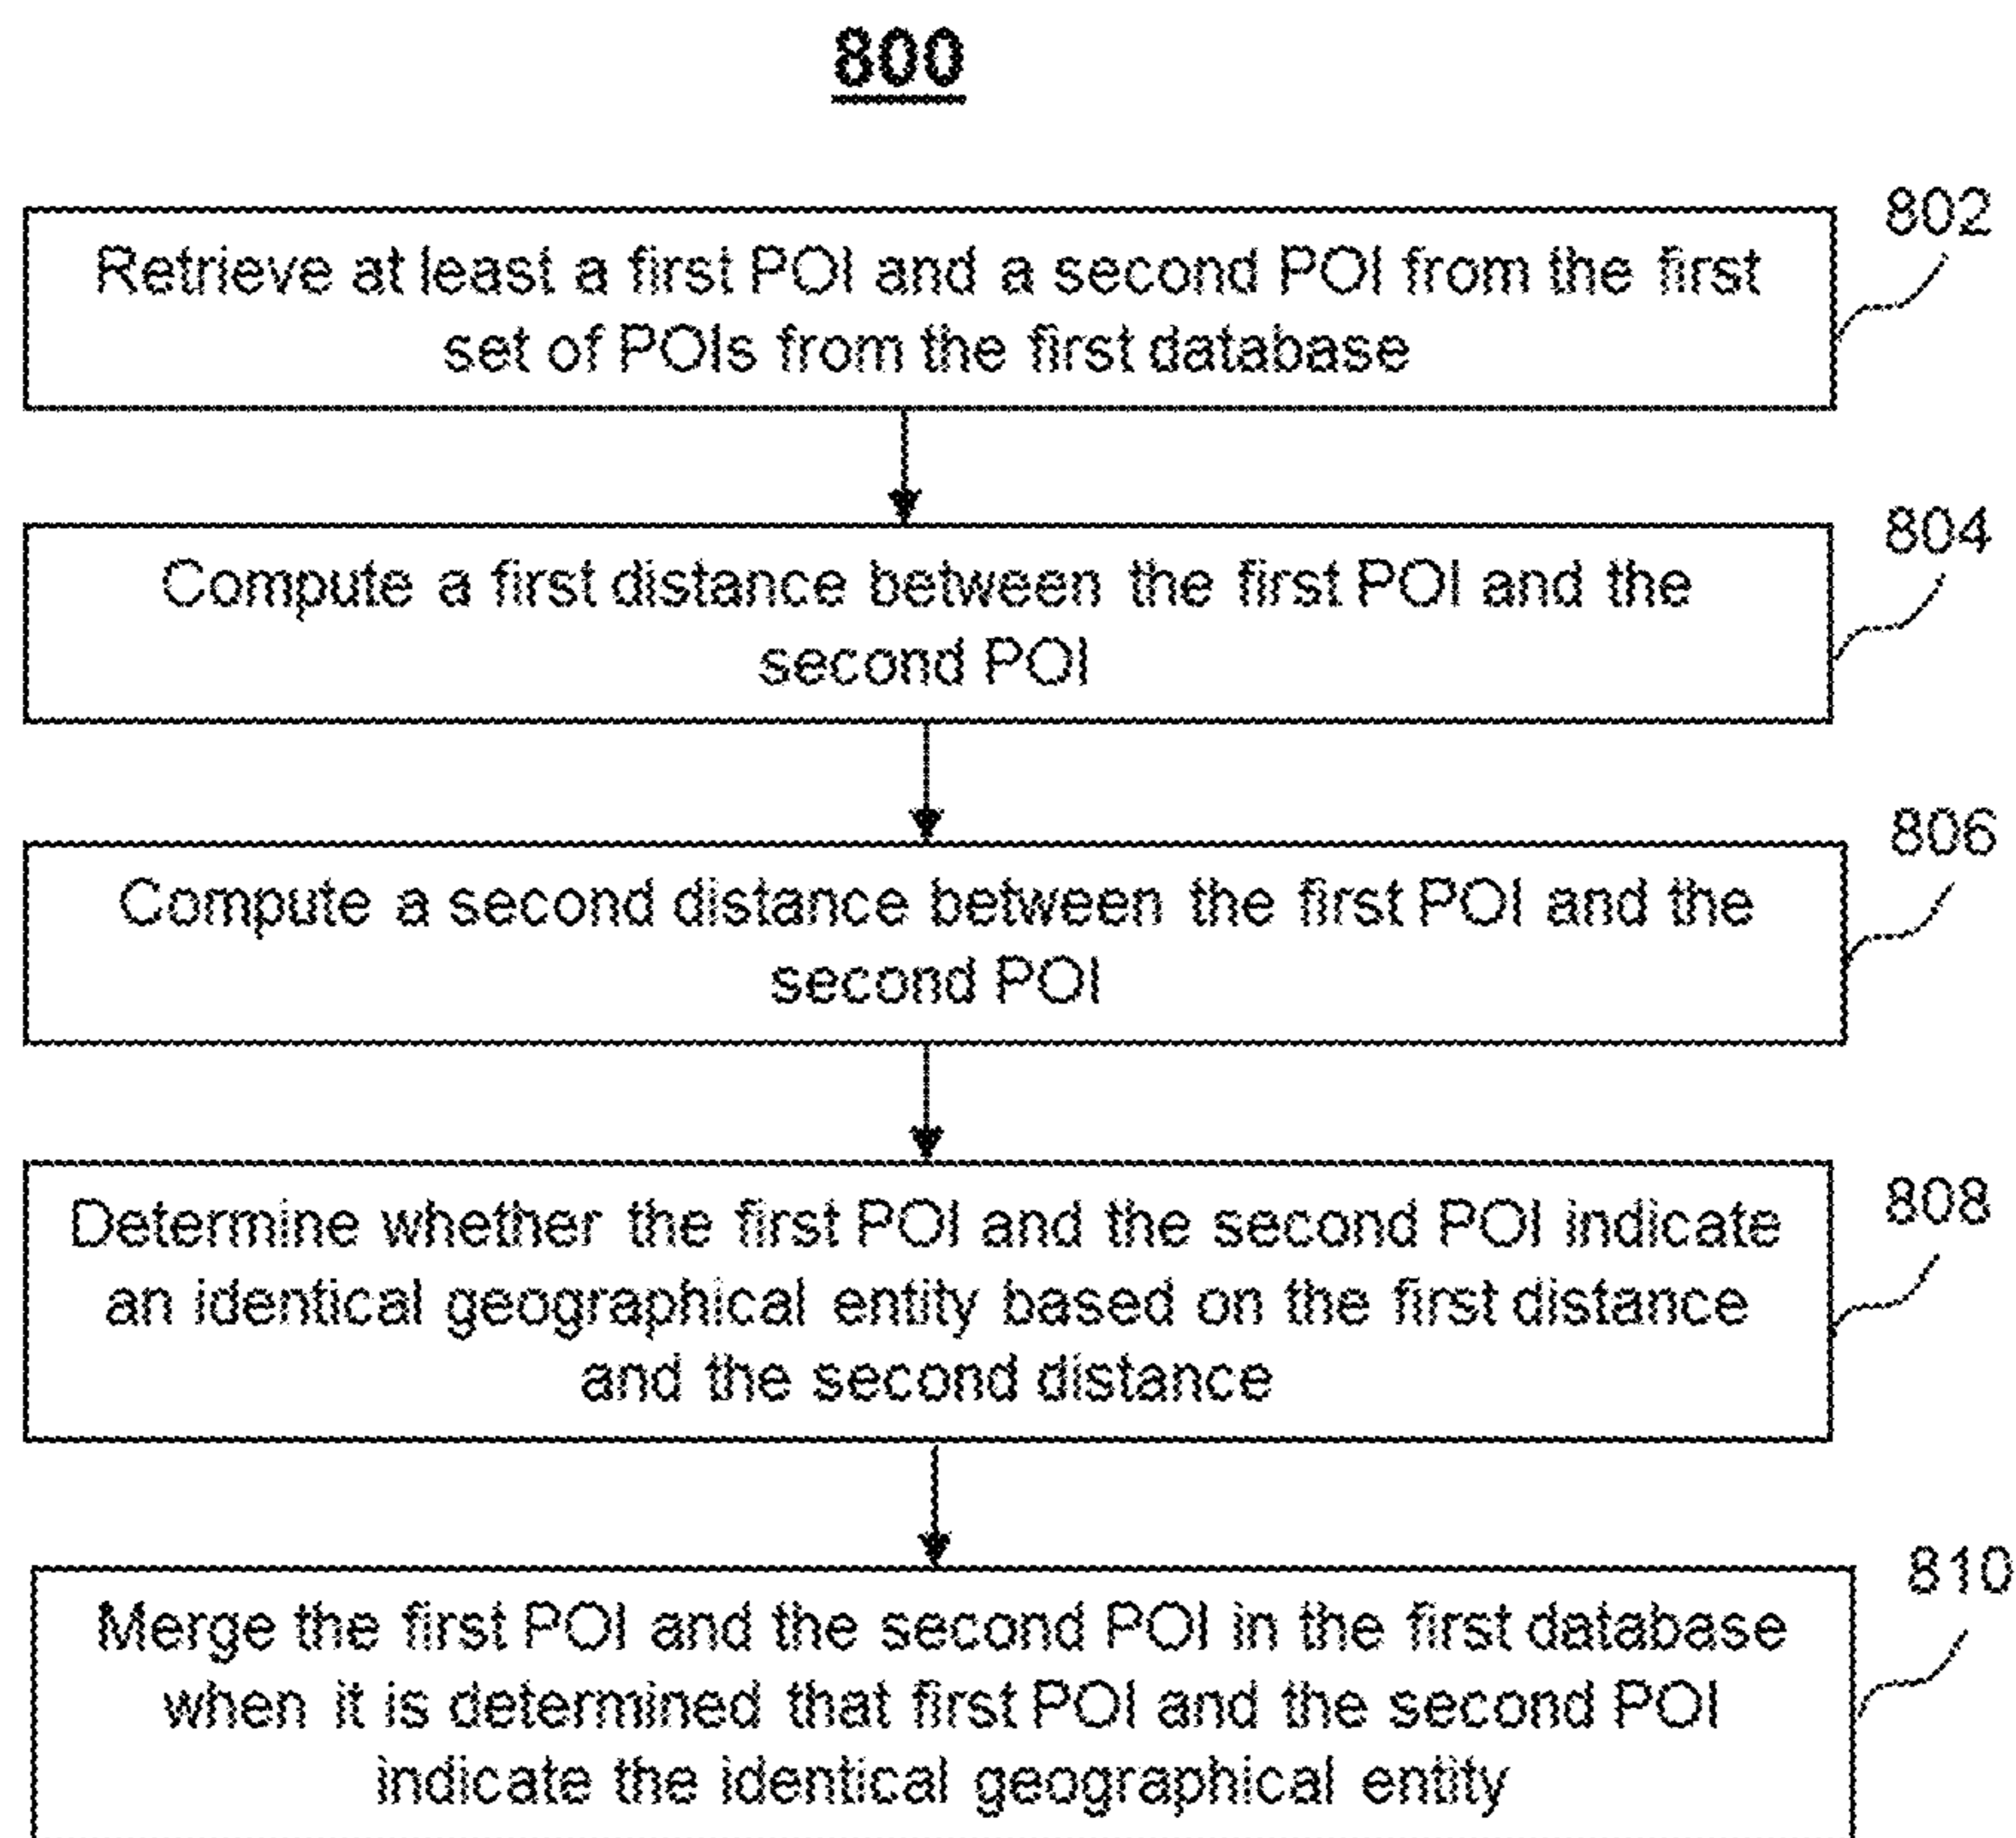 800
802
Retrieve at least a first POI and a second POI from the first
set of POIs from the first database
804
Compute a first distance between the first POI and the
second POI
806
Compute a second distance between the first POI and the
second POI
808
Determine whether the first POI and the second POI indicate
an identical geographical entity based on the first distance
and the second distance
810
Merge the first POI and the second POI in the first database
when it is determined that first POI and the second POI
indicate the identical geographical entity